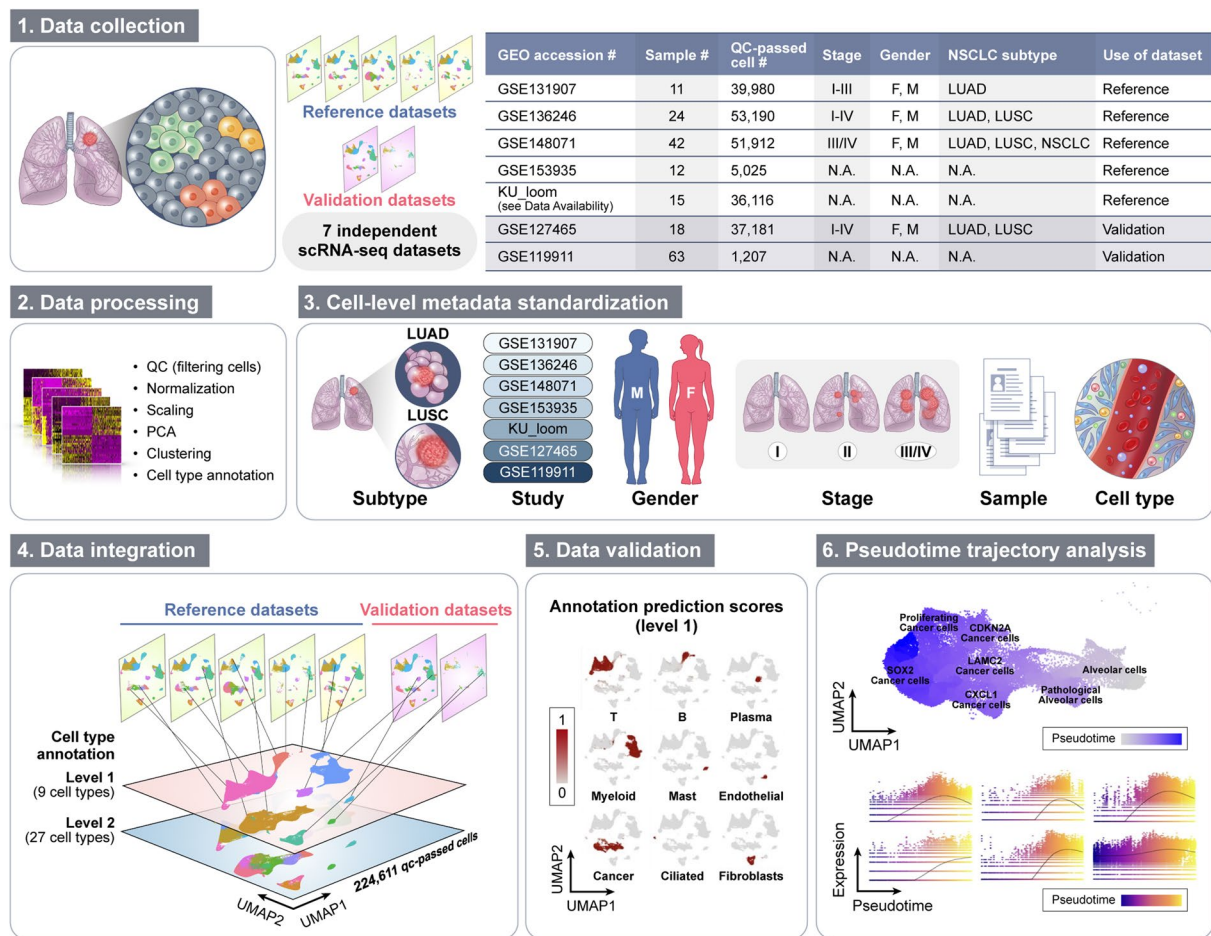 1. Data collection
Reference datasets
Validation datasets
7 independent
scRNA-seq datasets
GEO accession # Sample # QC-passed cell # Stage Gender NSCLC subtype Use of dataset
GSE131907 11 39,980 I-III F, M LUAD Reference
GSE136246 24 53,190 I-IV F, M LUAD, LUSC Reference
GSE148071 42 51,912 III/IV F, M LUAD, LUSC, NSCLC Reference
GSE153935 12 5,025 N.A. N.A. N.A. Reference
KU_loom (see Data Availability) 15 36,116 N.A. N.A. N.A. Reference
GSE127465 18 37,181 I-IV F, M LUAD, LUSC Validation
GSE119911 63 1,207 N.A. N.A. N.A. Validation
2. Data processing
• QC (filtering cells)
• Normalization
• Scaling
• PCA
• Clustering
• Cell type annotation
3. Cell-level metadata standardization
LUAD
LUSC
Subtype
GSE131907
GSE136246
GSE148071
GSE153935
KU_loom
GSE127465
GSE119911
Study
M
F
Gender
I
II
III/IV
Stage
Sample
Cell type
4. Data integration
Reference datasets
Validation datasets
Cell type
annotation
Level 1
(9 cell types)
Level 2
(27 cell types)
224,611 qc-passed cells
UMAP2
UMAP1
5. Data validation
Annotation prediction scores
(level 1)
1
0
T
B
Plasma
Myeloid
Mast
Endothelial
Cancer
Ciliated
Fibroblasts
UMAP2
UMAP1
6. Pseudotime trajectory analysis
Proliferating
Cancer cells
CDKN2A
Cancer cells
SOX2
Cancer cells
LAMC2
Cancer cells
CXCL1
Cancer cells
Pathological
Alveolar cells
Alveolar cells
UMAP2
UMAP1
Pseudotime
Expression
Pseudotime
Pseudotime